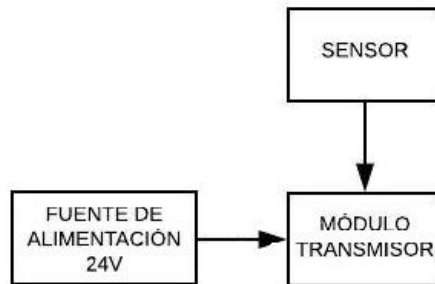 SENSOR
FUENTE DE
ALIMENTACIÓN
24V
MÓDULO
TRANSMISOR